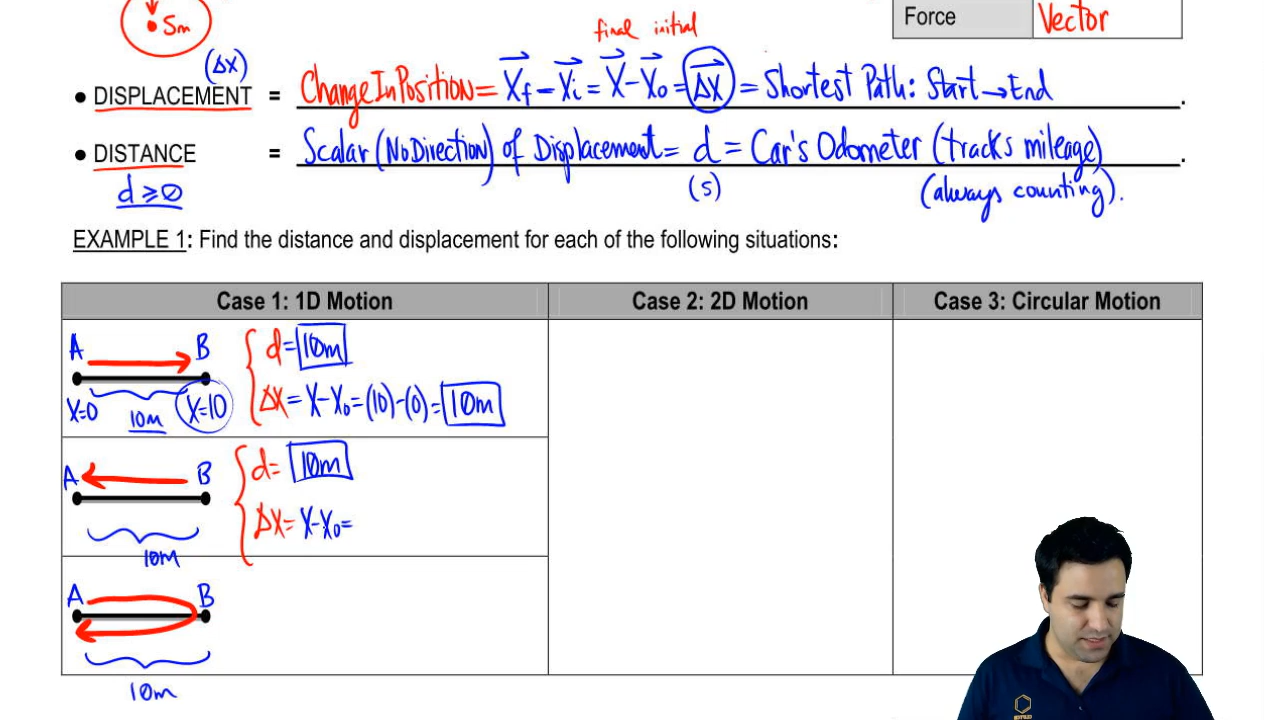 5m
Force Vector
final initial
(Δx)
• DISPLACEMENT = Change In Position = Xf - Xi = X - X₀ = Δx = Shortest Path: Start → End.
• DISTANCE = Scalar (No Direction) of Displacement = d = Car's Odometer (tracks mileage).
d ≥ 0 (s) (always counting).
EXAMPLE 1: Find the distance and displacement for each of the following situations:
Case 1: 1D Motion Case 2: 2D Motion Case 3: Circular Motion
A B d = 10m
X=0 10m X=10 Δx = X - X₀ = (10) - (0) = 10m
A B d = 10m
Δx = X - X₀ =
10m
A B
10m